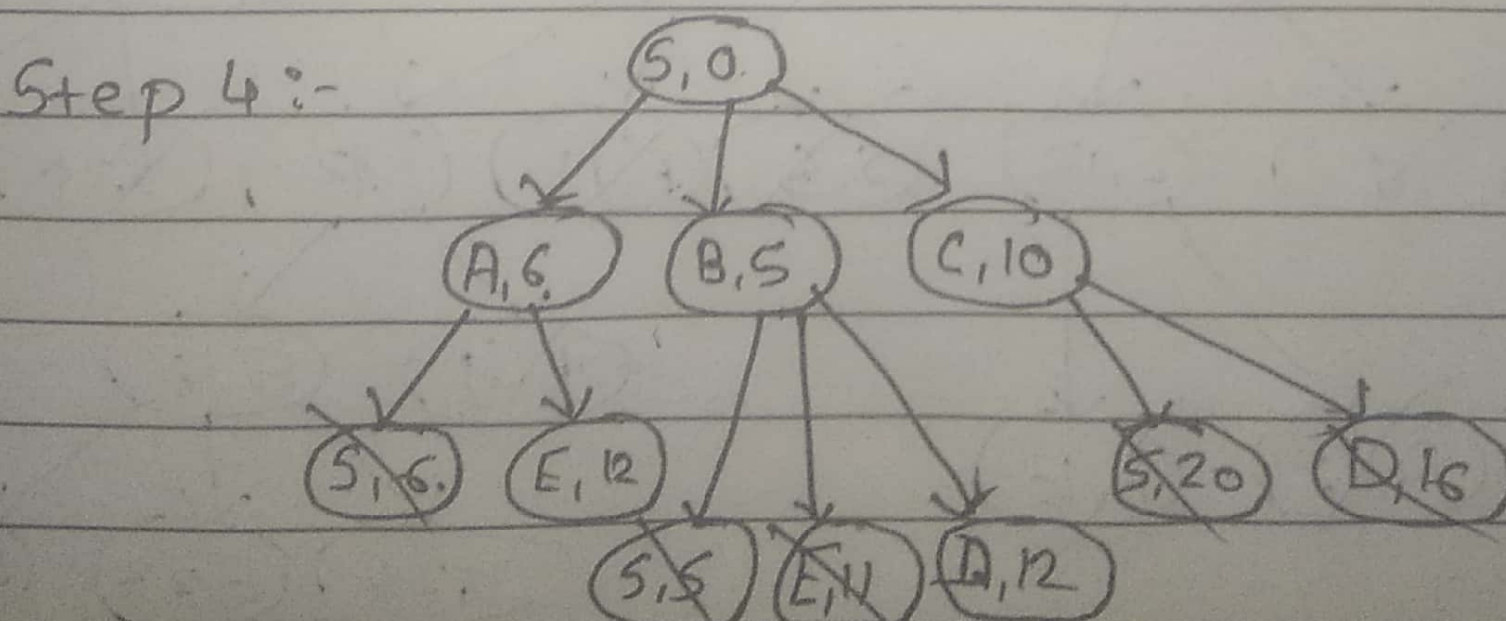 Step 4:-
S, 0
A, 6
B, 5
C, 10
S, 6
E, 12
S, 20
D, 16
S, 5
E, 11
D, 12